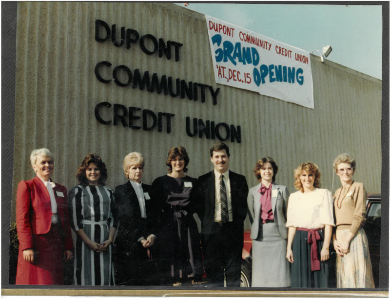 DUPONT
COMMUNITY
CREDIT UNION
DUPONT COMMUNITY CREDIT UNION
GRAND
OPENING
SAT., DEC. 15